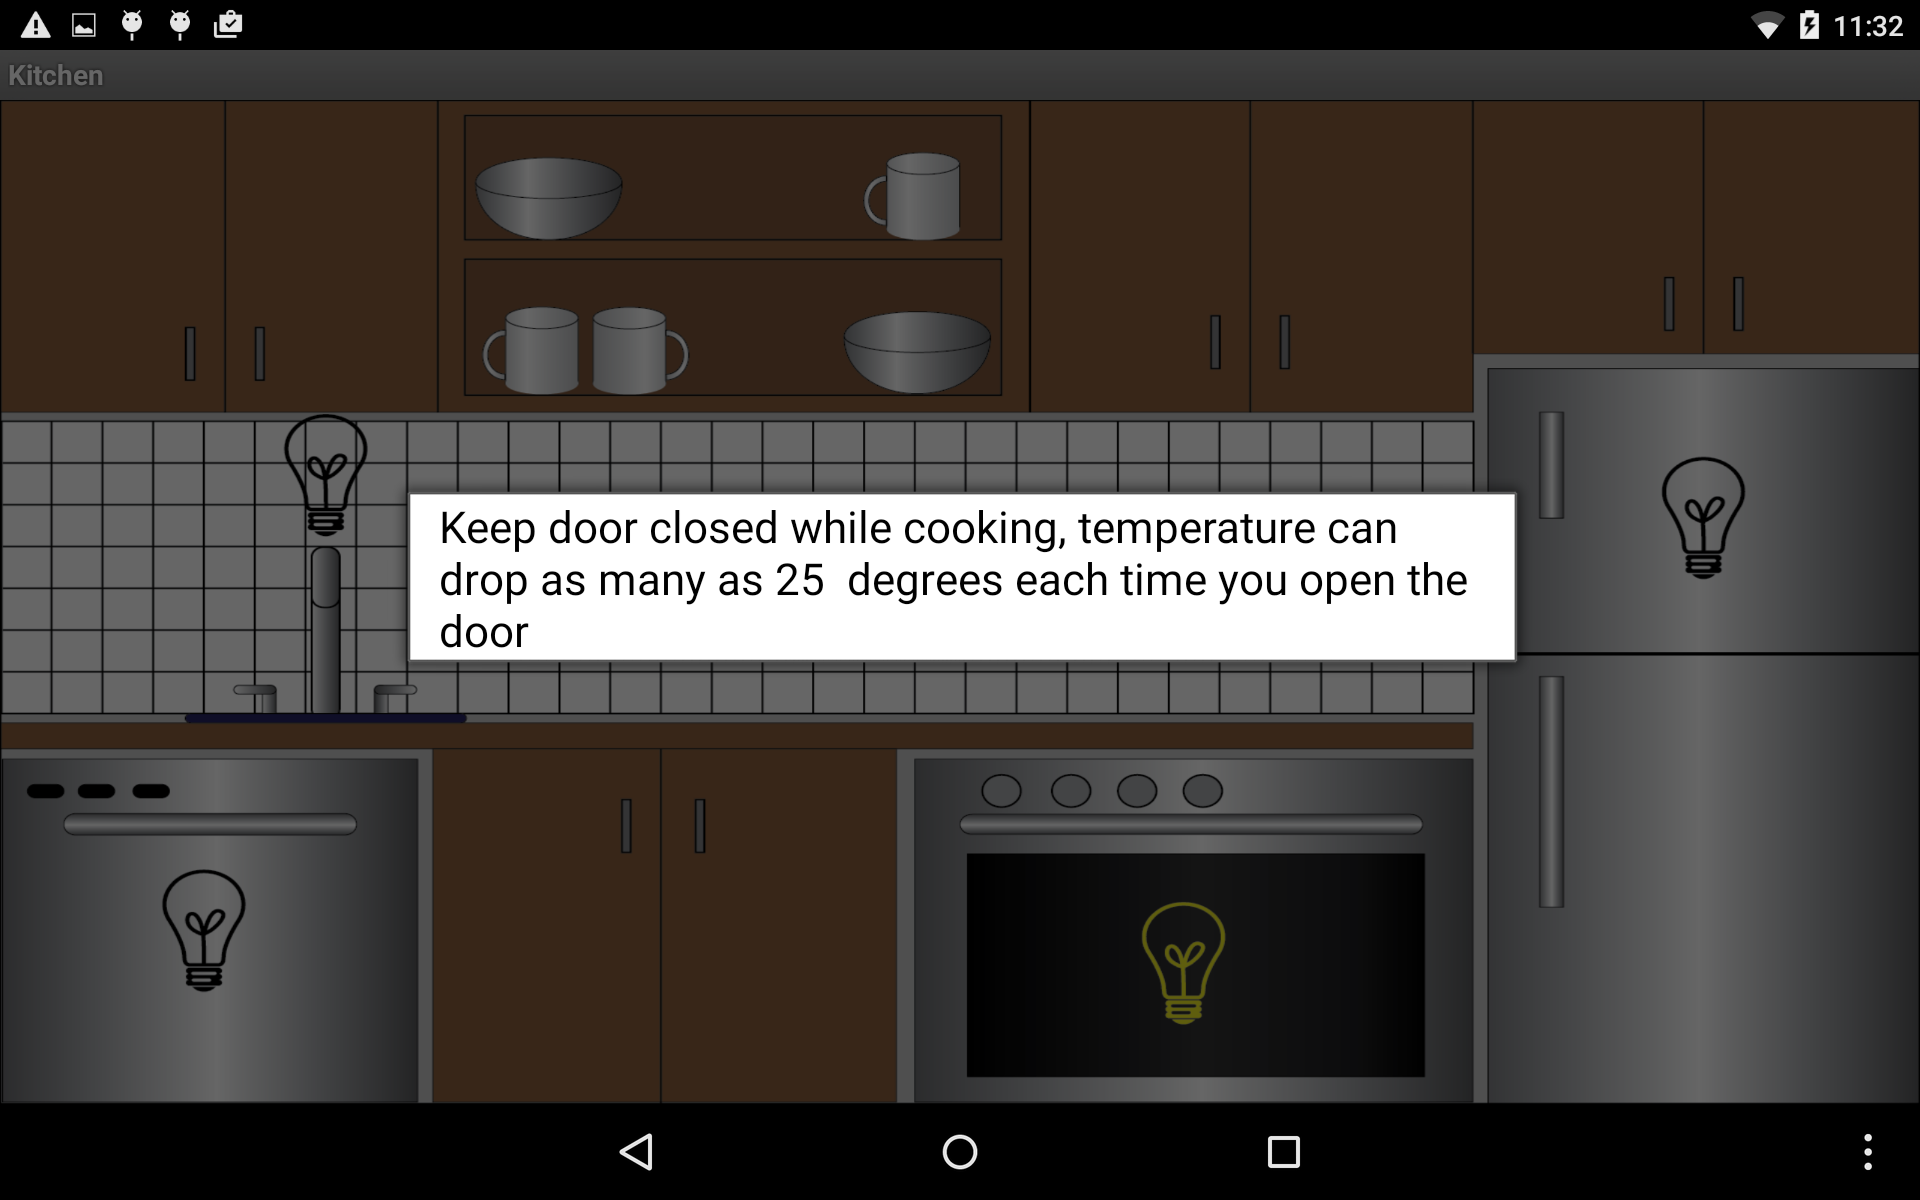 11:32
Kitchen
Keep door closed while cooking, temperature can
drop as many as 25  degrees each time you open the
door